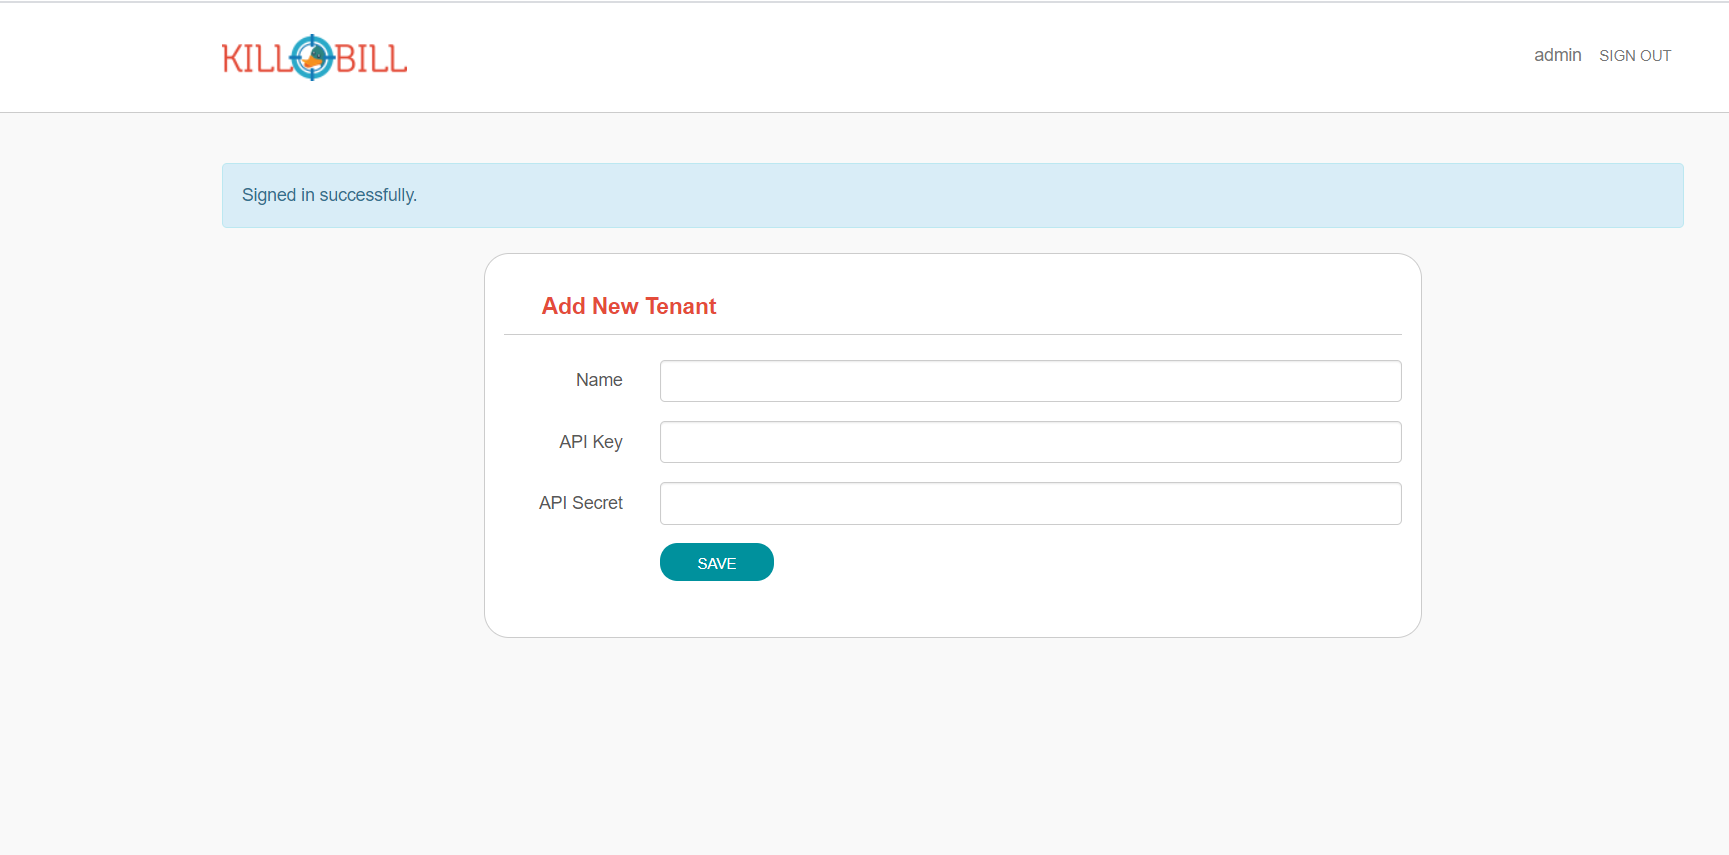 KILL BILL
admin SIGN OUT
Signed in successfully.
Add New Tenant
Name
API Key
API Secret
SAVE